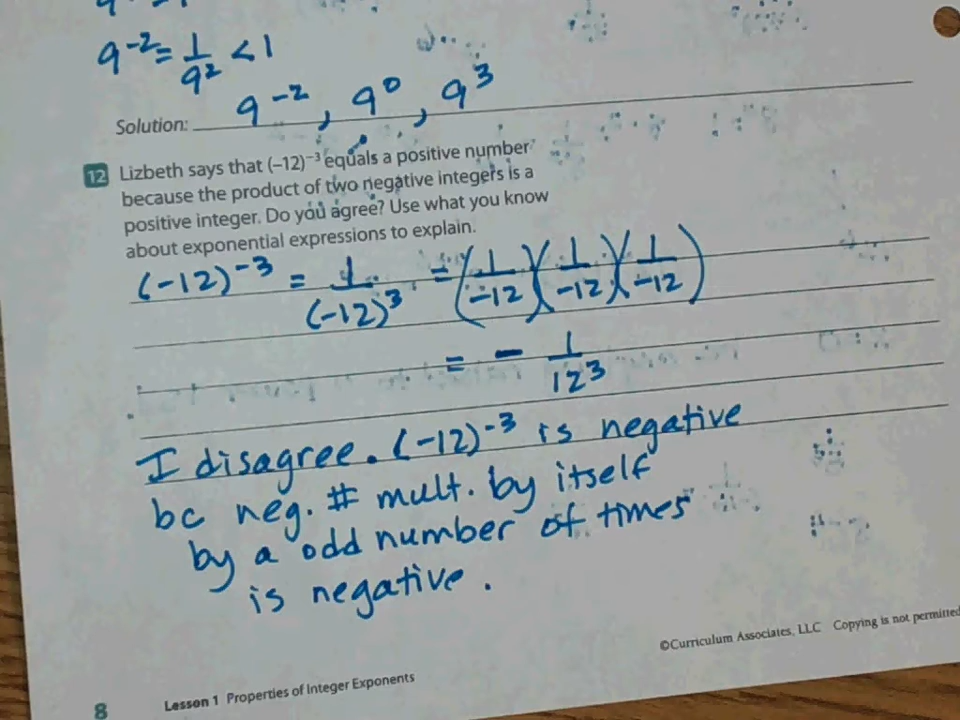 9⁻² = 1/9² < 1
Solution: 9⁻², 9⁰, 9³
12 Lizbeth says that (–12)⁻³ equals a positive number
because the product of two negative integers is a
positive integer. Do you agree? Use what you know
about exponential expressions to explain.
(-12)⁻³ = 1/(-12)³ = (1/-12)(1/-12)(1/-12)
= - 1/12³
I disagree. (-12)⁻³ is negative
bc neg. # mult. by itself
by a odd number of times
is negative.
©Curriculum Associates, LLC Copying is not permitted
8 Lesson 1 Properties of Integer Exponents